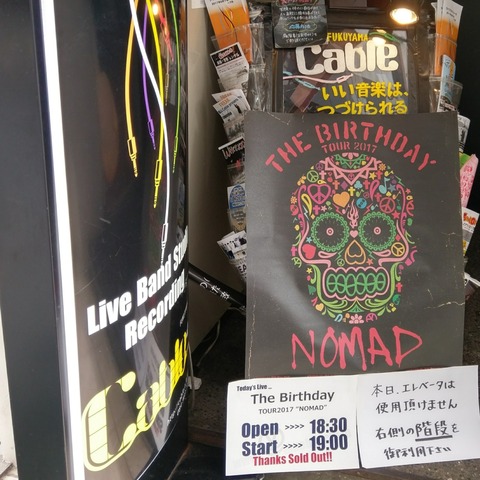 FUKUYAMA
Cable
いい音楽は、
つづけられる
THE BIRTHDAY
TOUR 2017
NOMAD
Live Band Stu
Recording
Cable
Today's Live ...
The Birthday
TOUR2017 "NOMAD"
Open >>>> 18:30
Start >>>> 19:00
Thanks Sold Out!!
本日、エレベータは
使用頂けません
右側の階段を
御利用下さい